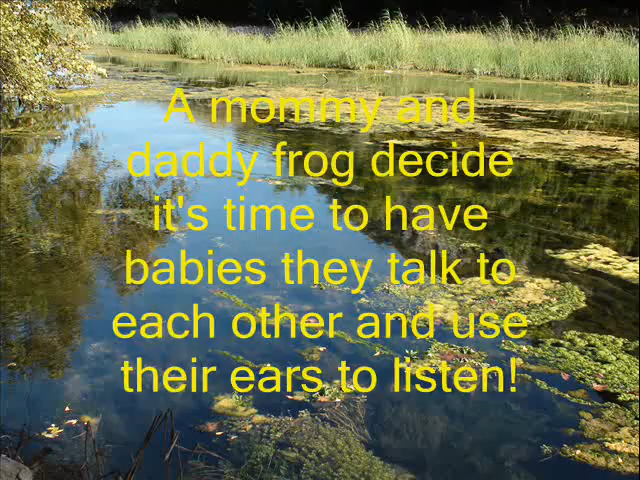 A mommy and
daddy frog decide
it's time to have
babies they talk to
each other and use
their ears to listen!